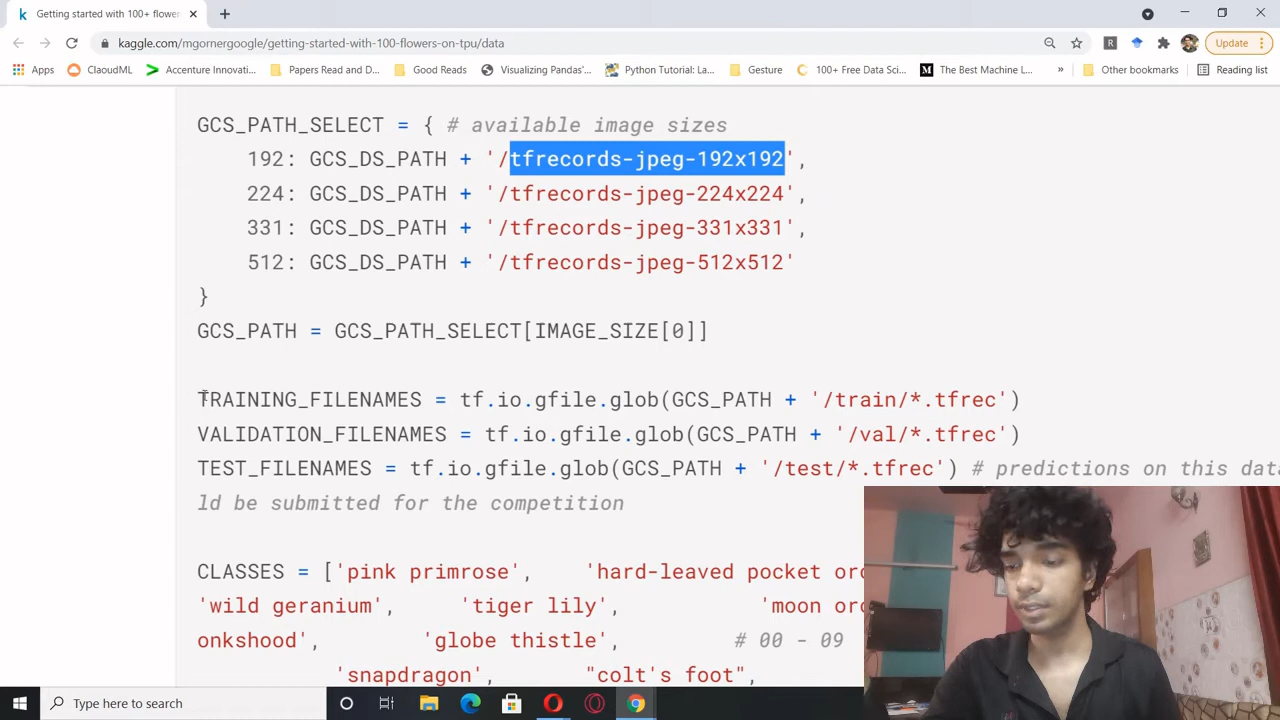 Getting started with 100+ flower
kaggle.com/mgornergoogle/getting-started-with-100-flowers-on-tpu/data
Update
Apps
ClaoudML
Accenture Innovati...
Papers Read and D...
Good Reads
Visualizing Pandas'...
Python Tutorial: La...
Gesture
100+ Free Data Sci...
The Best Machine L...
»
Other bookmarks
Reading list
GCS_PATH_SELECT = { # available image sizes
192: GCS_DS_PATH + '/tfrecords-jpeg-192x192',
224: GCS_DS_PATH + '/tfrecords-jpeg-224x224',
331: GCS_DS_PATH + '/tfrecords-jpeg-331x331',
512: GCS_DS_PATH + '/tfrecords-jpeg-512x512'
}
GCS_PATH = GCS_PATH_SELECT[IMAGE_SIZE[0]]
TRAINING_FILENAMES = tf.io.gfile.glob(GCS_PATH + '/train/*.tfrec')
VALIDATION_FILENAMES = tf.io.gfile.glob(GCS_PATH + '/val/*.tfrec')
TEST_FILENAMES = tf.io.gfile.glob(GCS_PATH + '/test/*.tfrec') # predictions on this data
ld be submitted for the competition
CLASSES = ['pink primrose', 'hard-leaved pocket orc
'wild geranium', 'tiger lily', 'moon orc
onkshood', 'globe thistle', # 00 - 09
'snapdragon', "colt's foot",
Type here to search